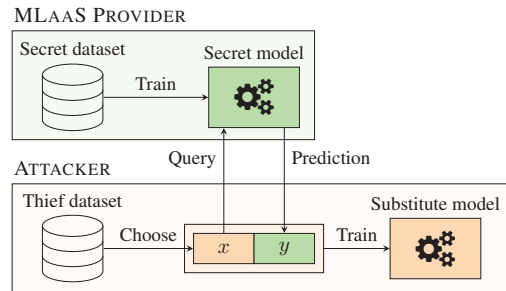 MLAAS PROVIDER
Secret dataset
Secret model
Train
Query
Prediction
ATTACKER
Thief dataset
Substitute model
Choose
x
y
Train